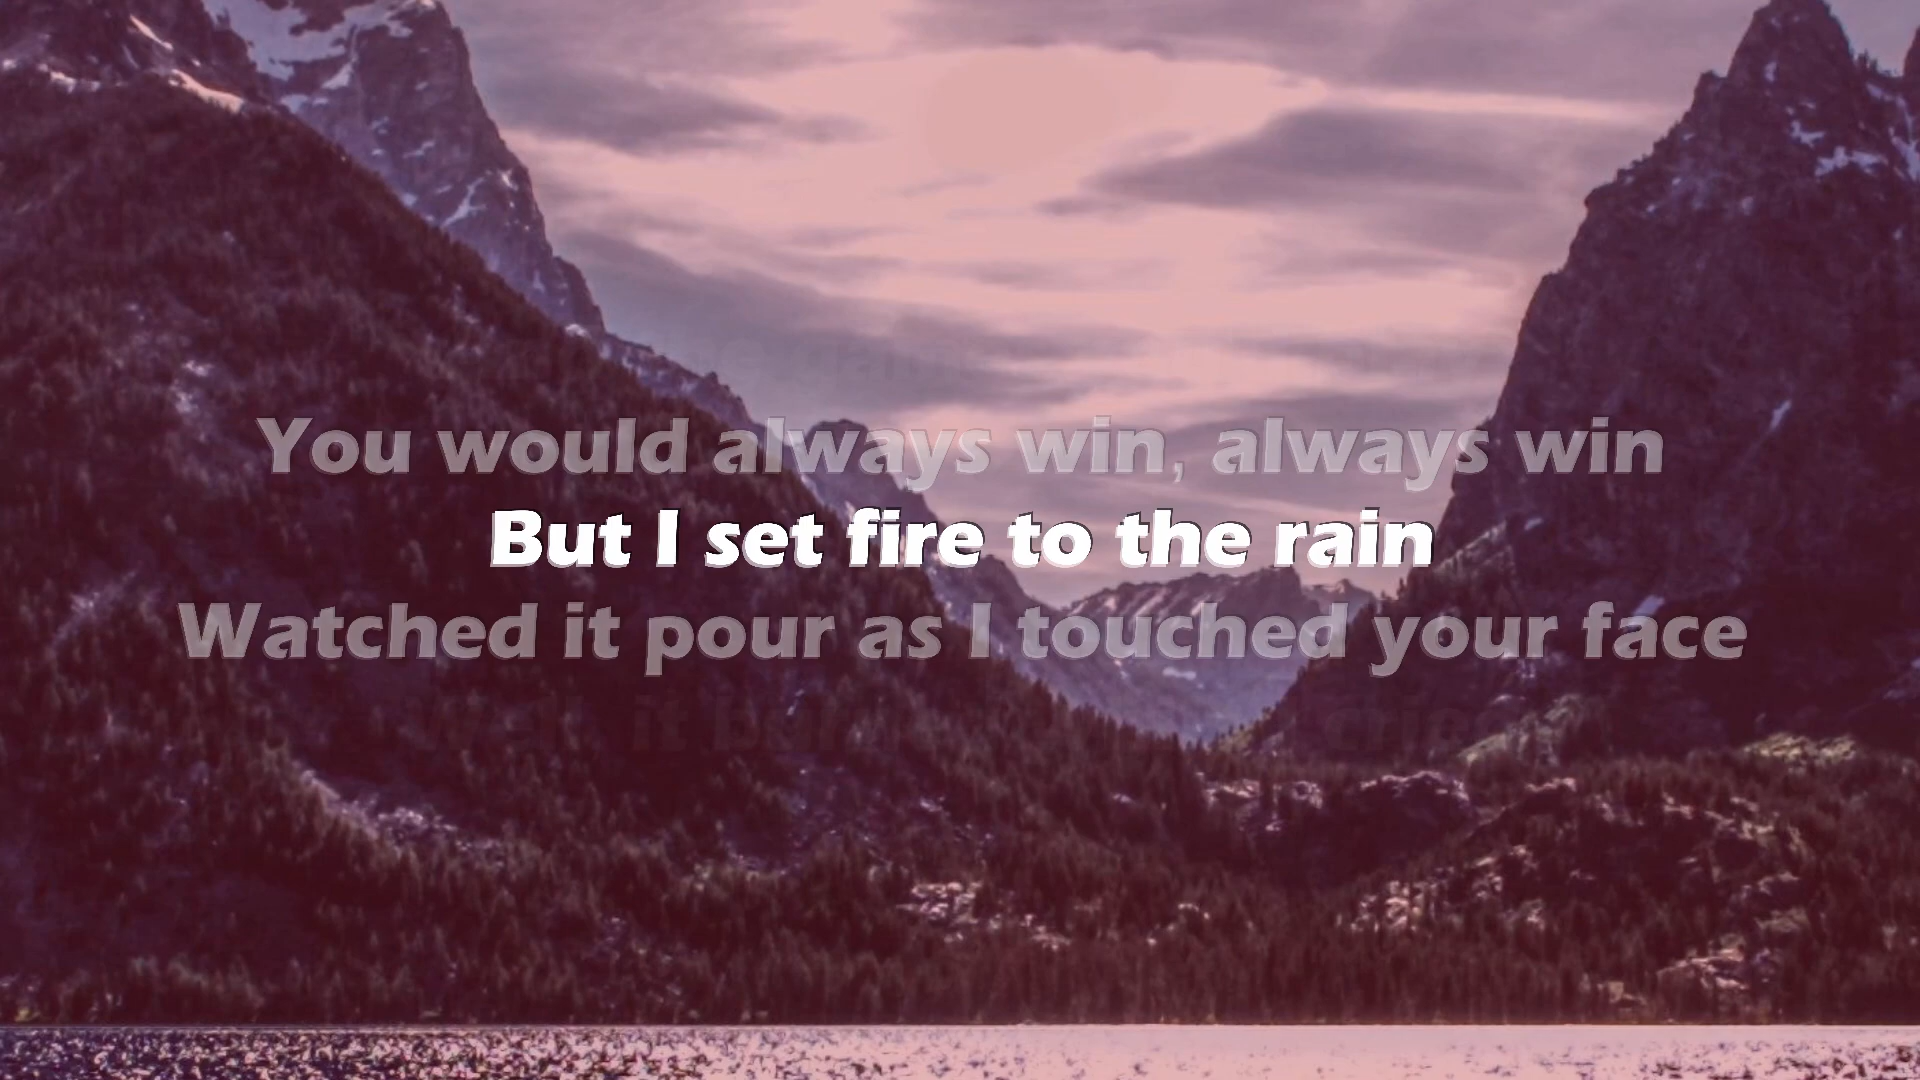 You would always win, always win
But I set fire to the rain
Watched it pour as I touched your face